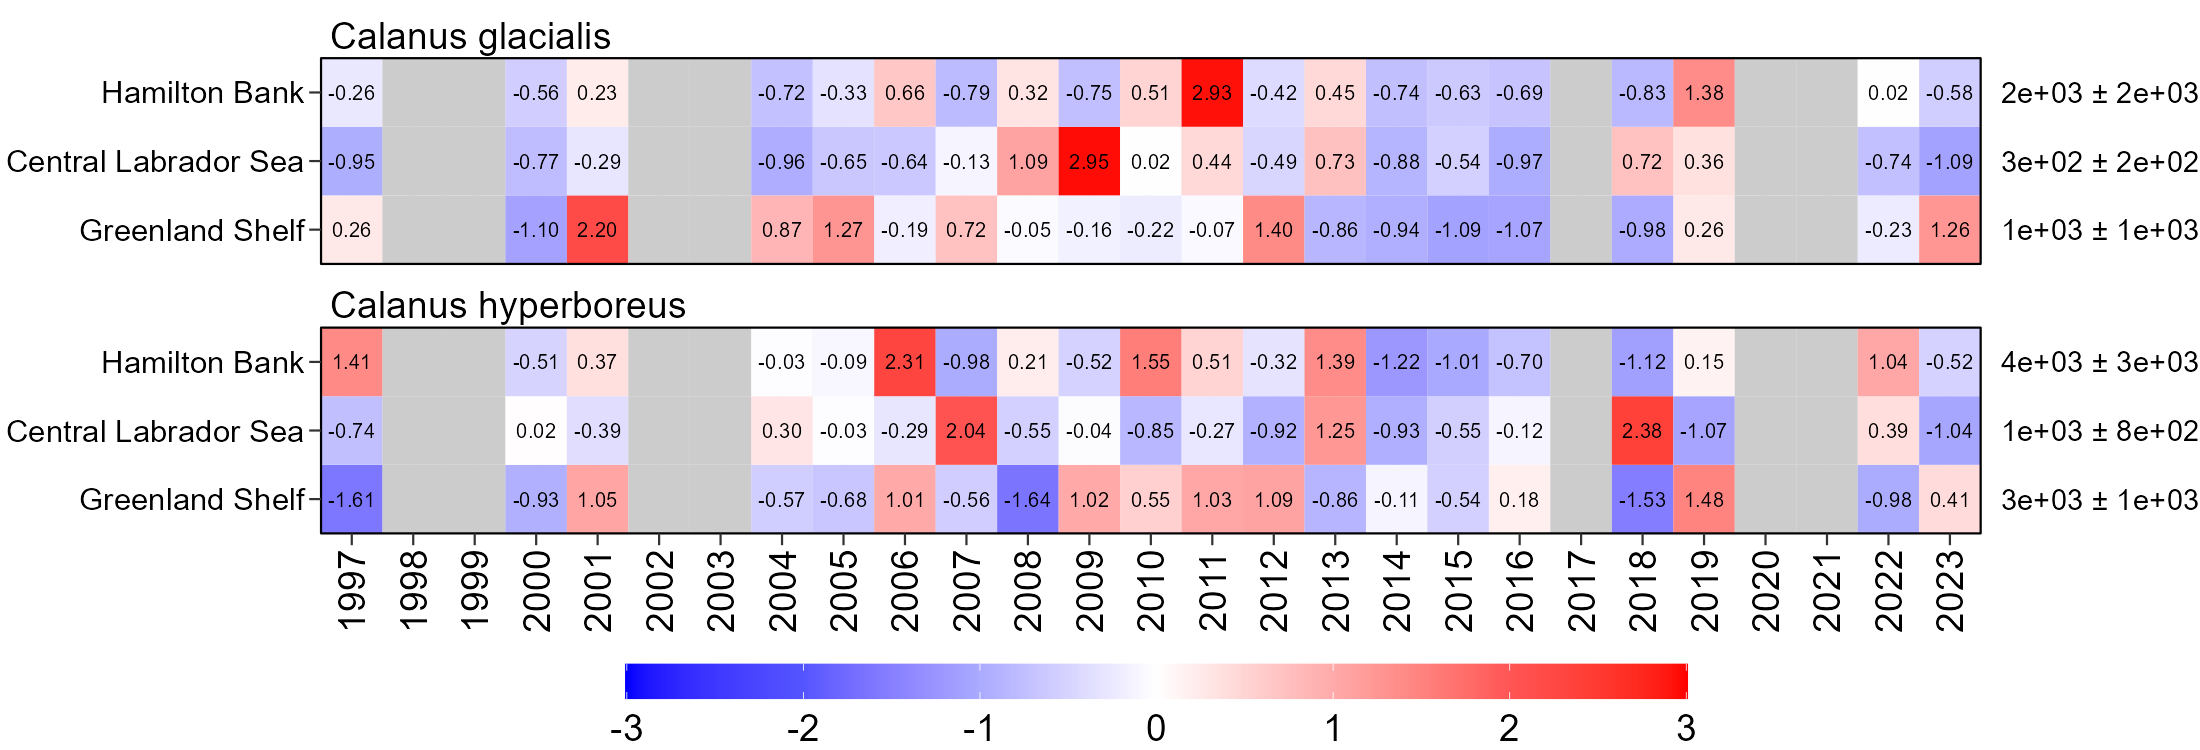 Calanus glacialis
Hamilton Bank -0.26 -0.56 0.23 -0.72 -0.33 0.66 -0.79 0.32 -0.75 0.51 2.93 -0.42 0.45 -0.74 -0.63 -0.69 -0.83 1.38 0.02 -0.58 2e+03 ± 2e+03
Central Labrador Sea -0.95 -0.77 -0.29 -0.96 -0.65 -0.64 -0.13 1.09 2.95 0.02 0.44 -0.49 0.73 -0.88 -0.54 -0.97 0.72 0.36 -0.74 -1.09 3e+02 ± 2e+02
Greenland Shelf 0.26 -1.10 2.20 0.87 1.27 -0.19 0.72 -0.05 -0.16 -0.22 -0.07 1.40 -0.86 -0.94 -1.09 -1.07 -0.98 0.26 -0.23 1.26 1e+03 ± 1e+03
Calanus hyperboreus
Hamilton Bank 1.41 -0.51 0.37 -0.03 -0.09 2.31 -0.98 0.21 -0.52 1.55 0.51 -0.32 1.39 -1.22 -1.01 -0.70 -1.12 0.15 1.04 -0.52 4e+03 ± 3e+03
Central Labrador Sea -0.74 0.02 -0.39 0.30 -0.03 -0.29 2.04 -0.55 -0.04 -0.85 -0.27 -0.92 1.25 -0.93 -0.55 -0.12 2.38 -1.07 0.39 -1.04 1e+03 ± 8e+02
Greenland Shelf -1.61 -0.93 1.05 -0.57 -0.68 1.01 -0.56 -1.64 1.02 0.55 1.03 1.09 -0.86 -0.11 -0.54 0.18 -1.53 1.48 -0.98 0.41 3e+03 ± 1e+03
1997 1998 1999 2000 2001 2002 2003 2004 2005 2006 2007 2008 2009 2010 2011 2012 2013 2014 2015 2016 2017 2018 2019 2020 2021 2022 2023
-3 -2 -1 0 1 2 3